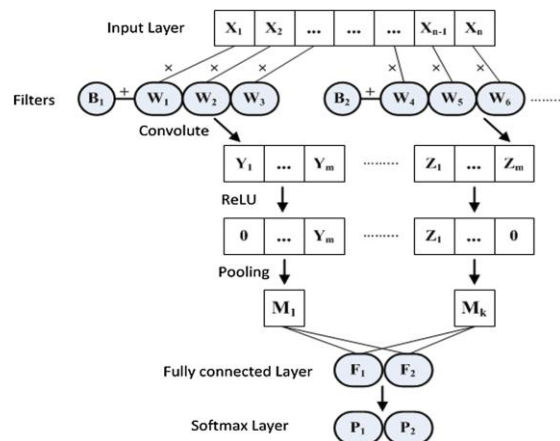 Input Layer X1 X2 ... ... ... Xn-1 Xn
× × × × × ×
Filters B1 + W1 W2 W3 B2 + W4 W5 W6 ........
Convolute
Y1 ... Ym ......... Z1 ... Zm
ReLU
0 ... Ym ......... Z1 ... 0
Pooling
M1 Mk
Fully connected Layer F1 F2
Softmax Layer P1 P2